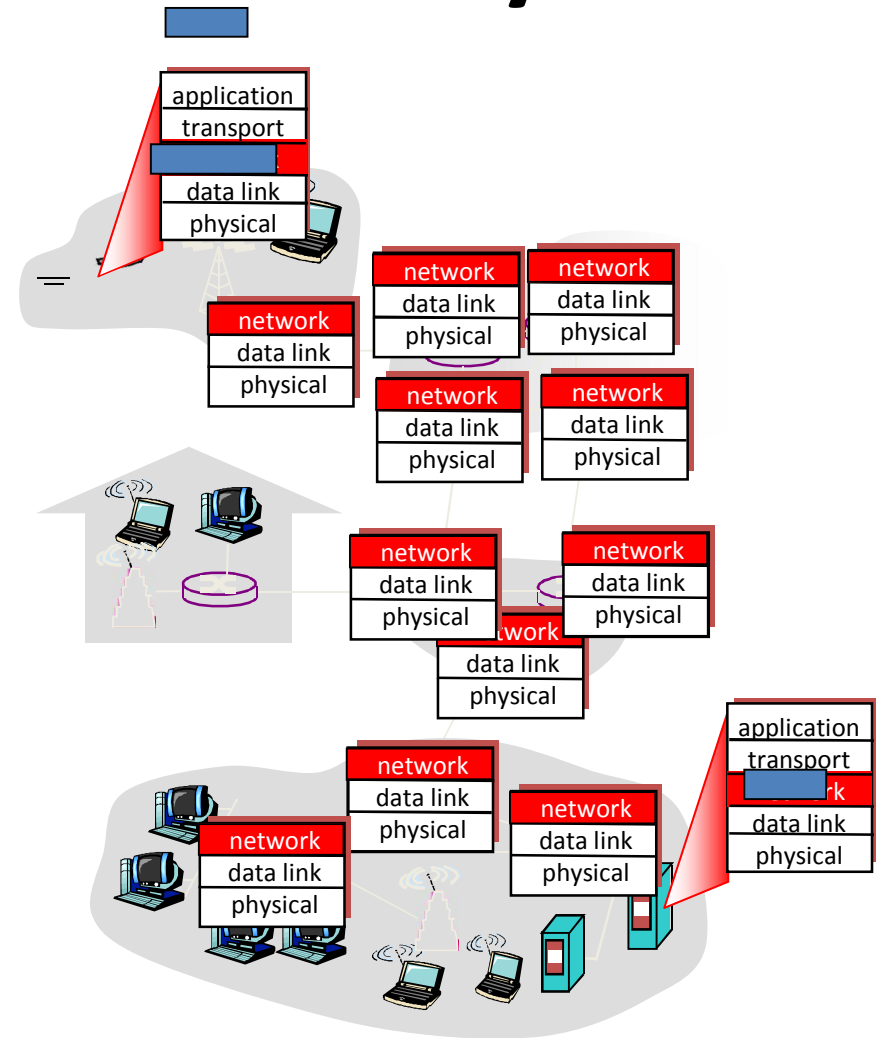 application
transport
data link
physical
network
data link
physical
network
data link
physical
network
data link
physical
network
data link
physical
network
data link
physical
network
data link
physical
network
data link
physical
twork
data link
physical
application
transport
rk
data link
physical
network
data link
physical
network
data link
physical
network
data link
physical